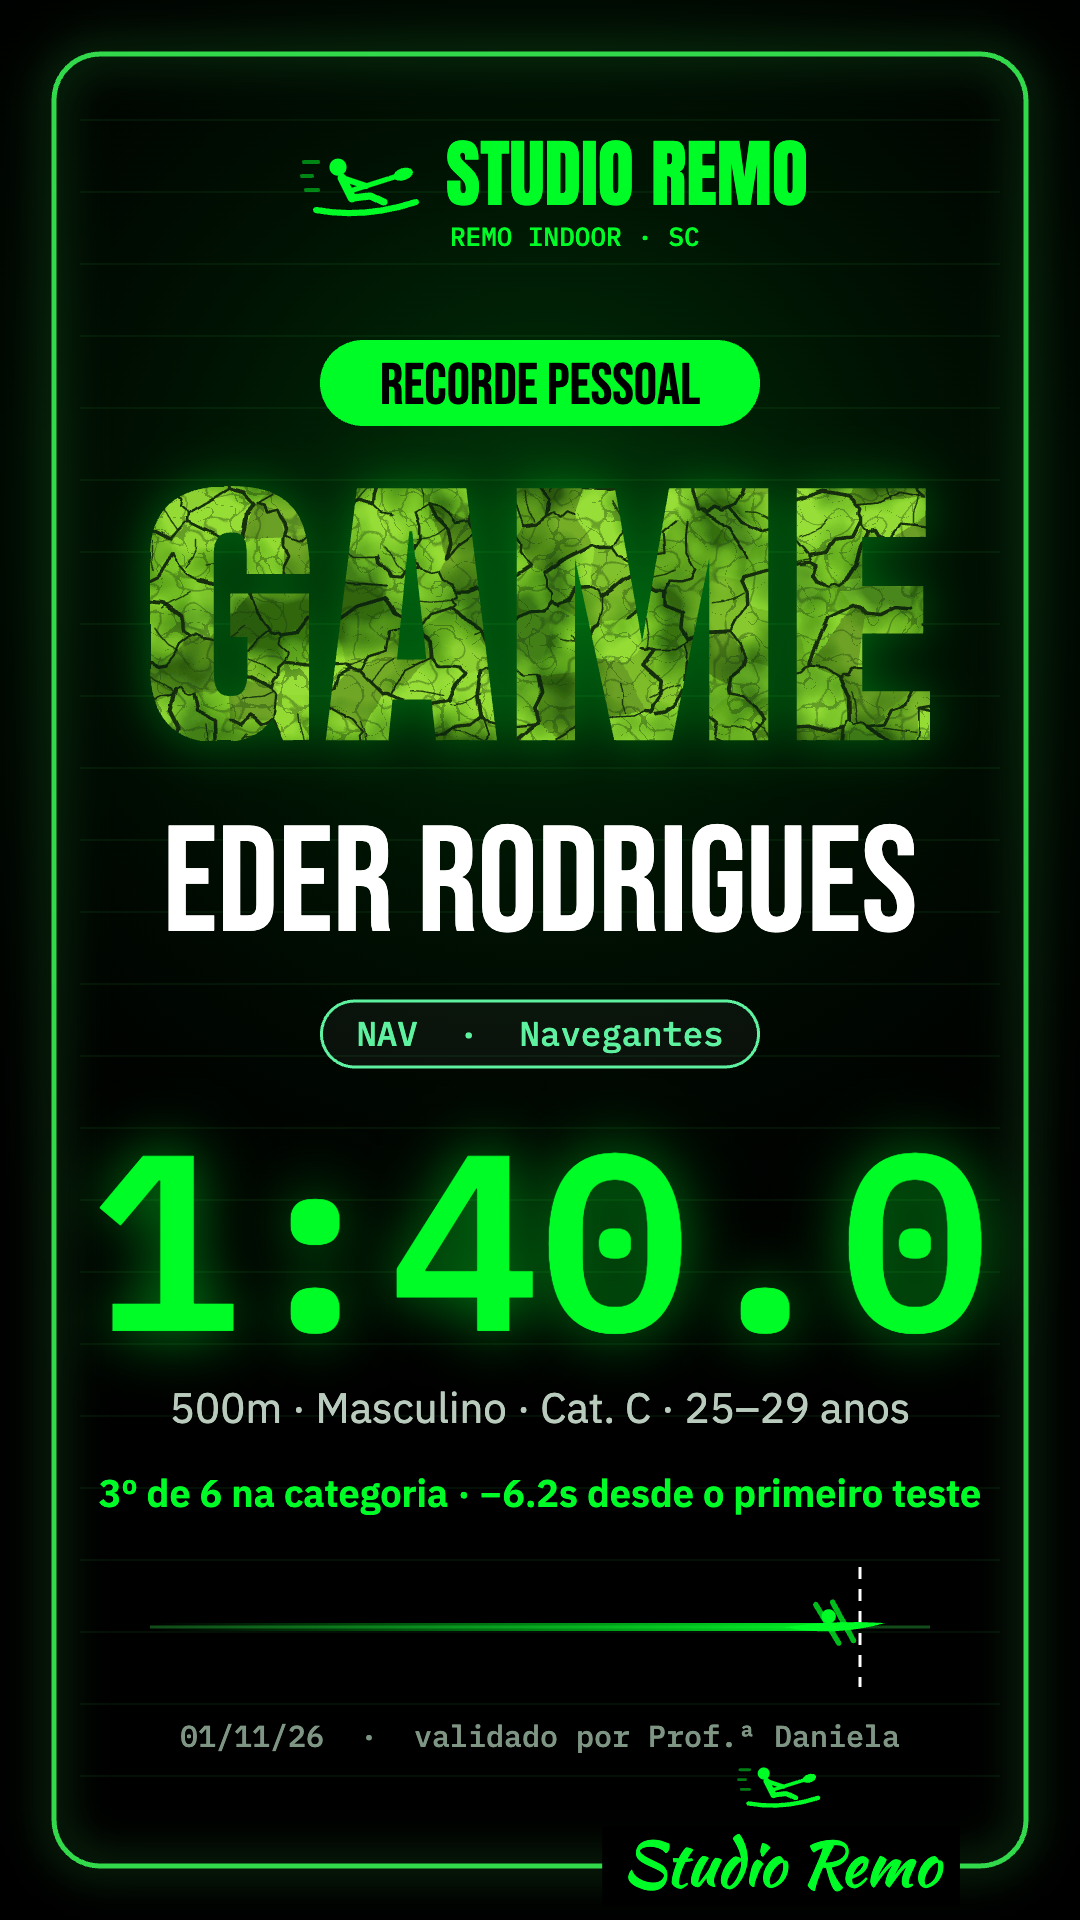 STUDIO REMO
REMO INDOOR · SC
RECORDE PESSOAL
GAME
EDER RODRIGUES
NAV · Navegantes
1:40.0
500m · Masculino · Cat. C · 25–29 anos
3º de 6 na categoria · −6.2s desde o primeiro teste
01/11/26 · validado por Prof.ª Daniela
Studio Remo